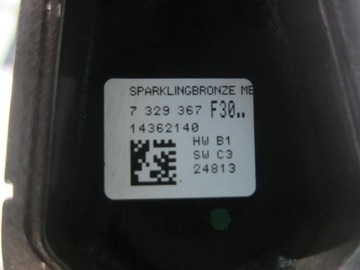 SPARKLINGBRONZE ME
7 329 367 F30..
14362140
HW B1
SW C3
24813